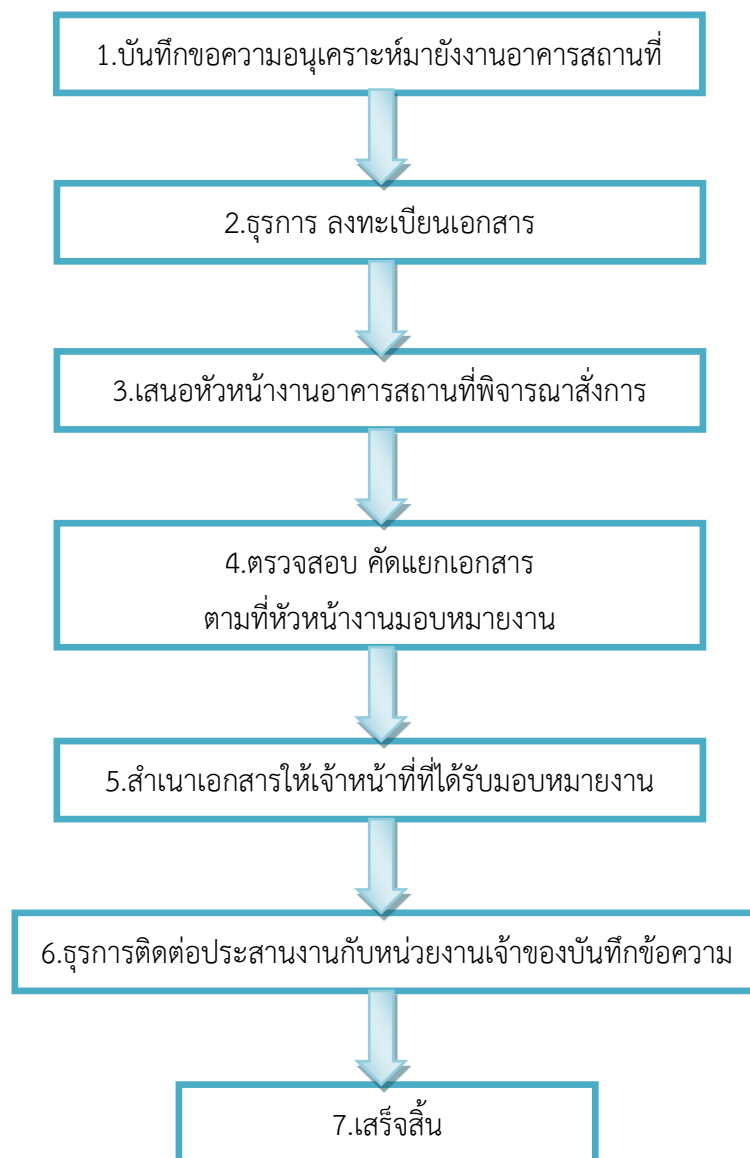 1.บันทึกขอความอนุเคราะห์มายังงานอาคารสถานที่
2.ธุรการ ลงทะเบียนเอกสาร
3.เสนอหัวหน้างานอาคารสถานที่พิจารณาสั่งการ
4.ตรวจสอบ คัดแยกเอกสาร
ตามที่หัวหน้างานมอบหมายงาน
5.สำเนาเอกสารให้เจ้าหน้าที่ที่ได้รับมอบหมายงาน
6.ธุรการติดต่อประสานงานกับหน่วยงานเจ้าของบันทึกข้อความ
7.เสร็จสิ้น